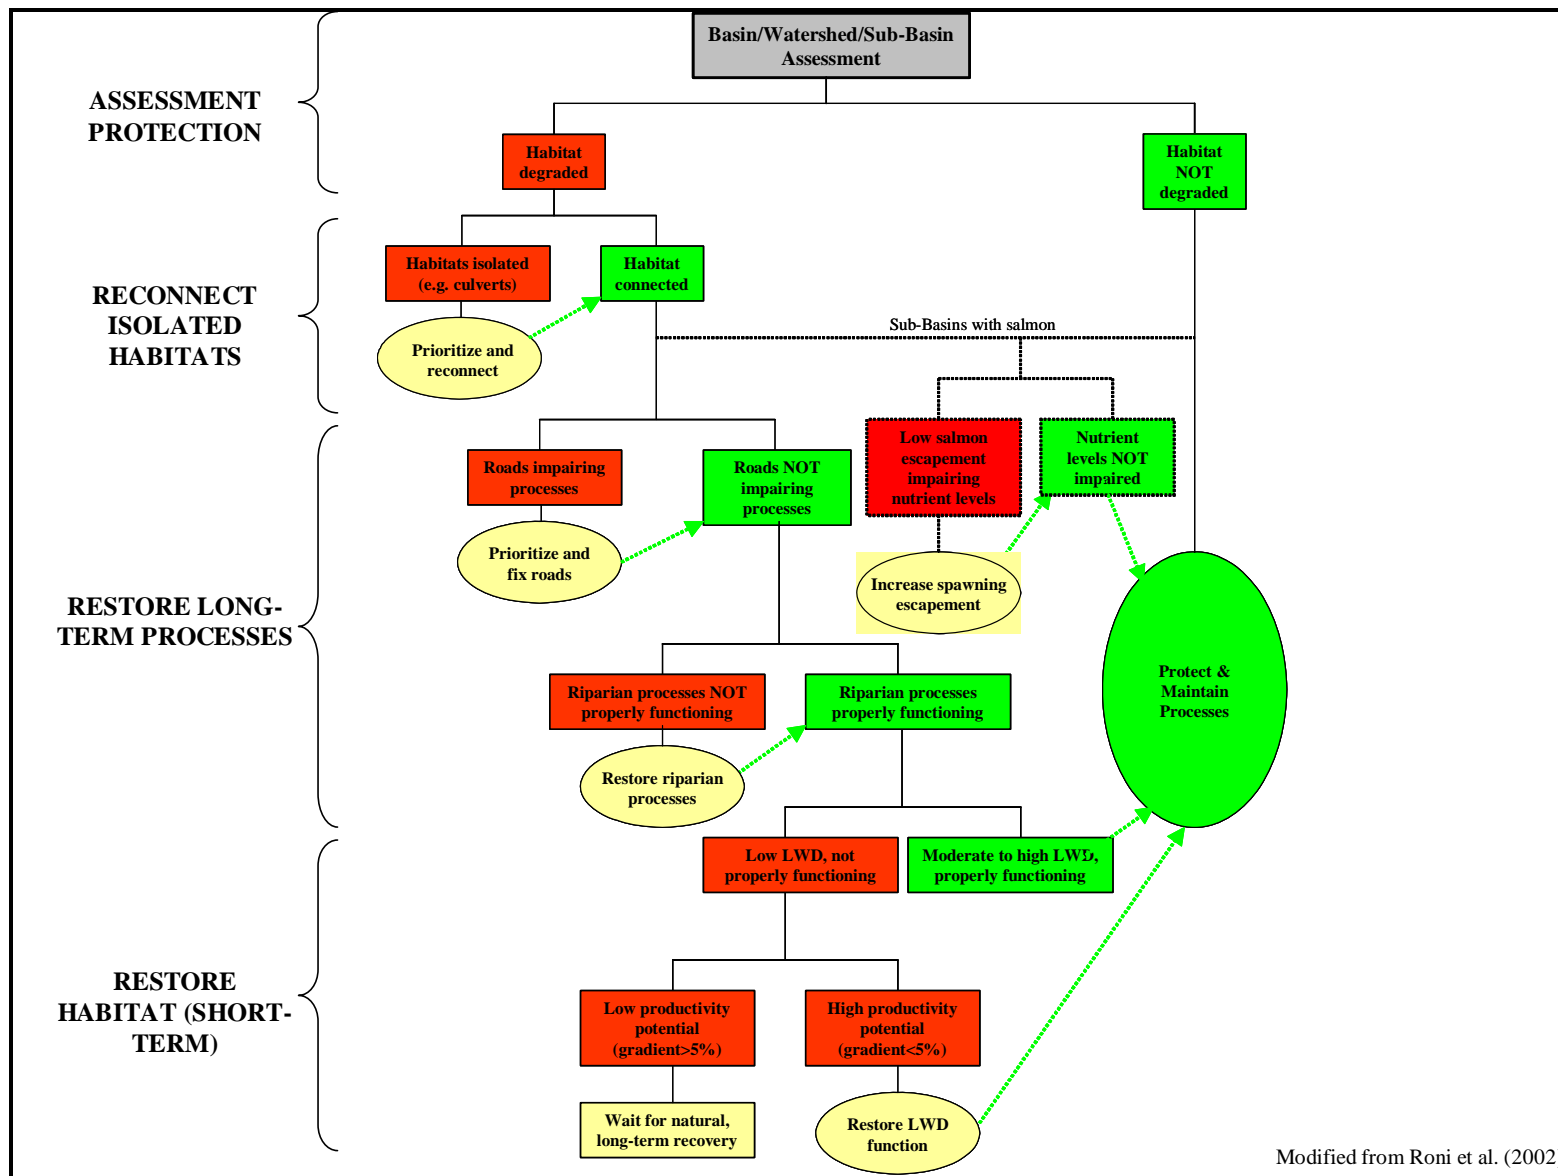 Basin/Watershed/Sub-Basin
Assessment
ASSESSMENT
PROTECTION
Habitat
degraded
Habitat
NOT
degraded
RECONNECT
ISOLATED
HABITATS
Habitats isolated
(e.g. culverts)
Habitat
connected
Prioritize and
reconnect
Sub-Basins with salmon
Low salmon
escapement
impairing
nutrient levels
Nutrient
levels NOT
impaired
RESTORE LONG-
TERM PROCESSES
Roads impairing
processes
Roads NOT
impairing
processes
Prioritize and
fix roads
Increase spawning
escapement
Riparian processes NOT
properly functioning
Riparian processes
properly functioning
Protect &
Maintain
Processes
Restore riparian
processes
Low LWD, not
properly functioning
Moderate to high LWD,
properly functioning
RESTORE
HABITAT (SHORT-
TERM)
Low productivity
potential
(gradient>5%)
High productivity
potential
(gradient<5%)
Wait for natural,
long-term recovery
Restore LWD
function
Modified from Roni et al. (2002